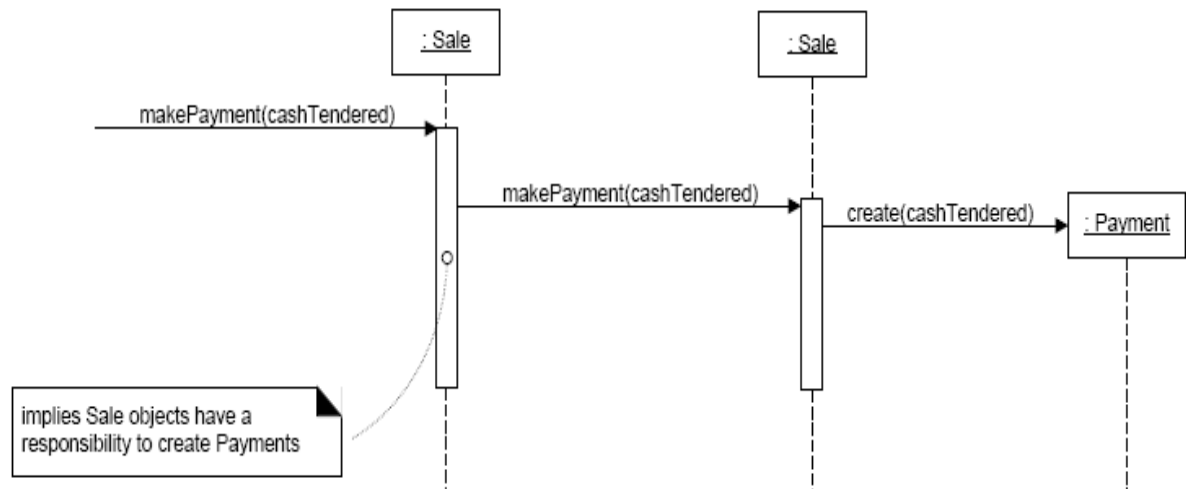 : Sale
: Sale
makePayment(cashTendered)
makePayment(cashTendered)
create(cashTendered)
: Payment
implies Sale objects have a
responsibility to create Payments